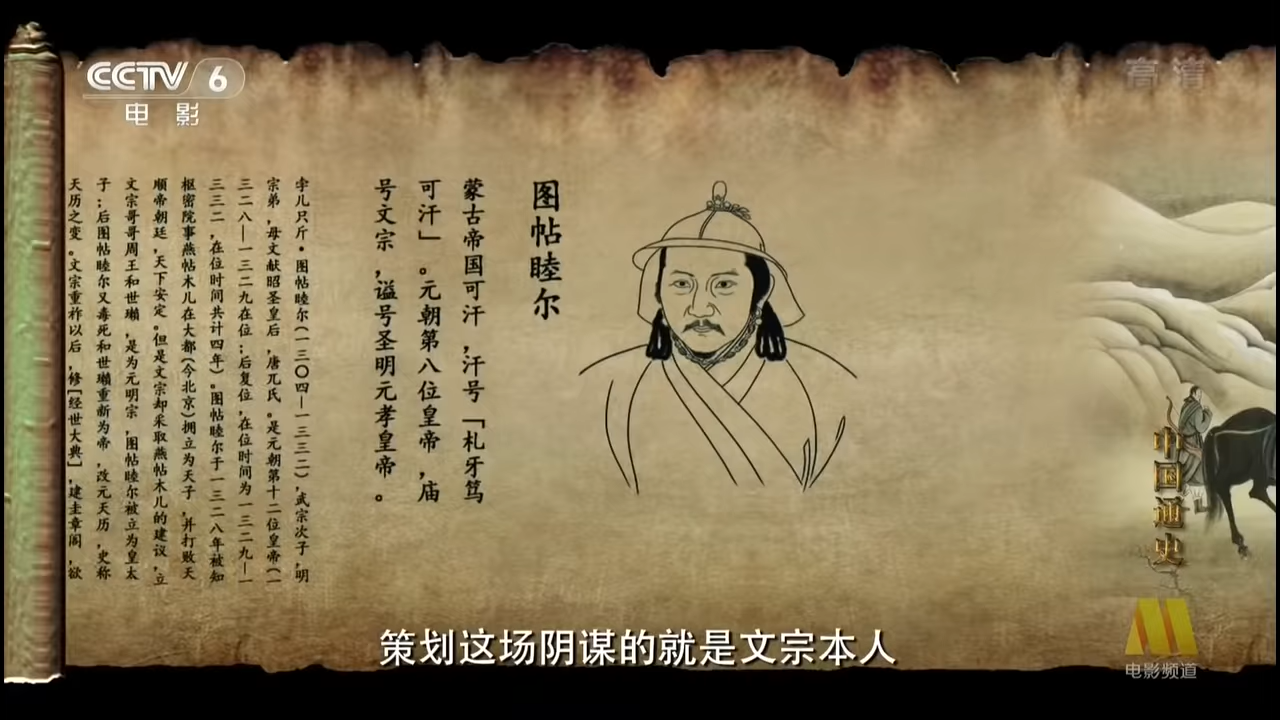 CCTV 6
电影
高清
图帖睦尔
蒙古帝国可汗，汗号「札牙笃
可汗」。元朝第八位皇帝，庙
号文宗，谥号圣明元孝皇帝。
孛儿只斤·图帖睦尔(一三〇四—一三三二)，武宗次子，明
宗弟，母文献昭圣皇后，唐兀氏。是元朝第十二位皇帝(一
三二八—一三二九在位；后复位，在位时间为一三二九—一
三三二，在位时间共计四年)。图帖睦尔于一三二八年被知
枢密院事燕帖木儿在大都(今北京)拥立为天子，并打败天
顺帝朝廷，天下安定。但是文宗却采取燕帖木儿的建议，立
文宗哥哥周王和世㻋，是为元明宗，图帖睦尔被立为皇太
子；后图帖睦尔又毒死和世㻋重新为帝，改元天历，史称
天历之变。文宗重祚以后，修[经世大典]，建圭章阁，欲
中国通史
策划这场阴谋的就是文宗本人
电影频道